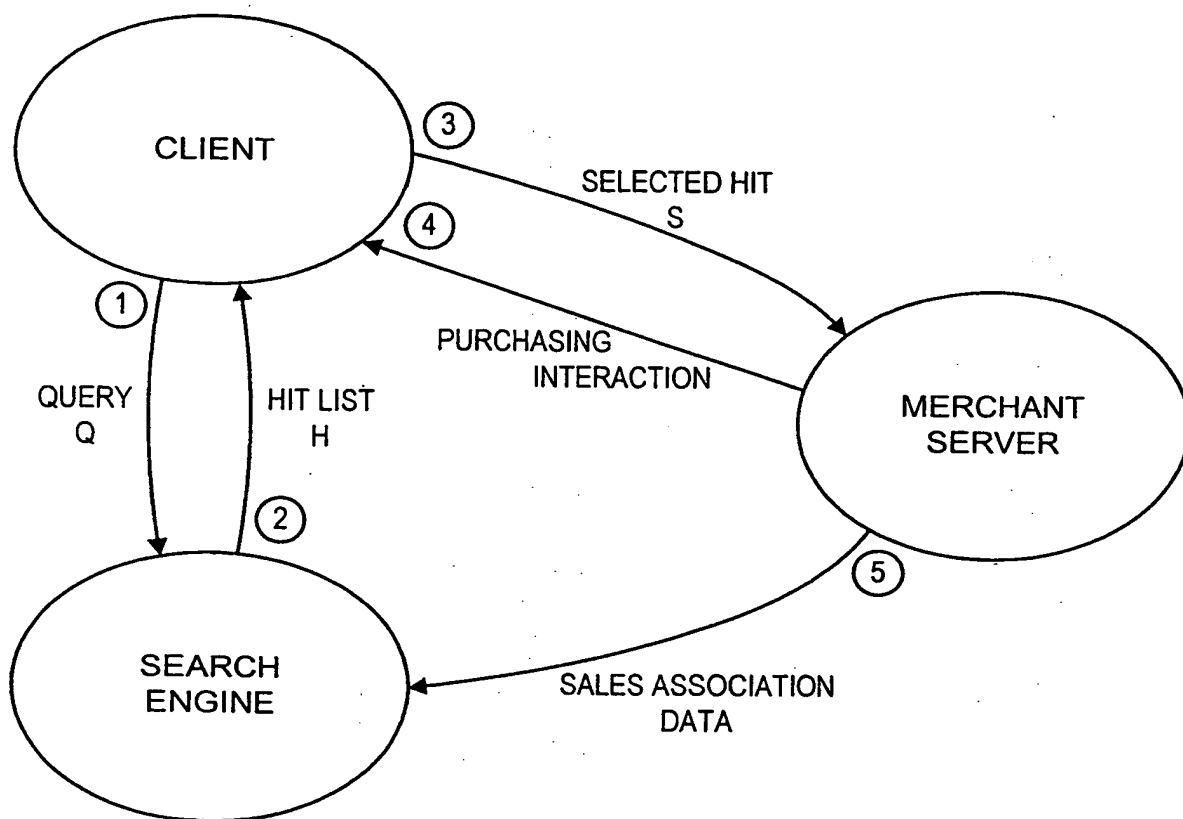 CLIENT
3
SELECTED HIT
S
4
1
PURCHASING
INTERACTION
QUERY
Q
HIT LIST
H
MERCHANT
SERVER
2
5
SEARCH
ENGINE
SALES ASSOCIATION
DATA